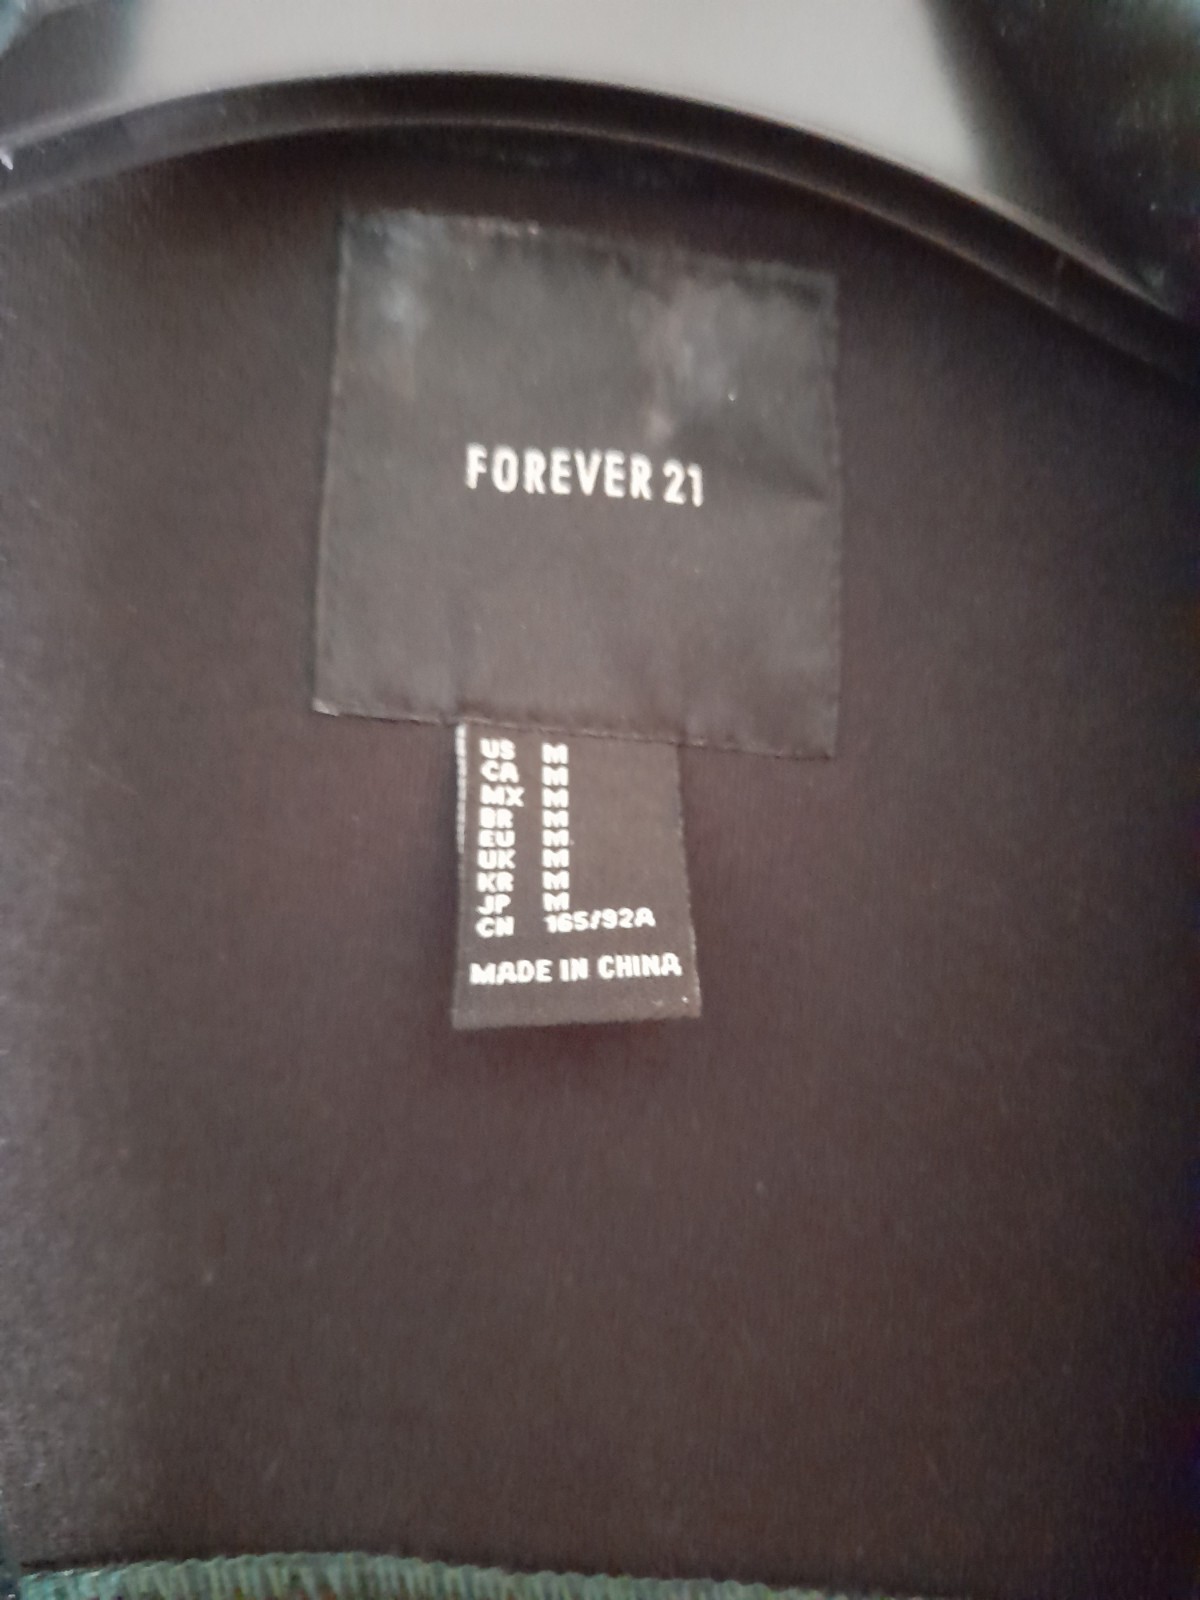 FOREVER 21
US M
CA M
MX M
BR M
EU M
UK M
KR M
JP M
CN 165/92A
MADE IN CHINA